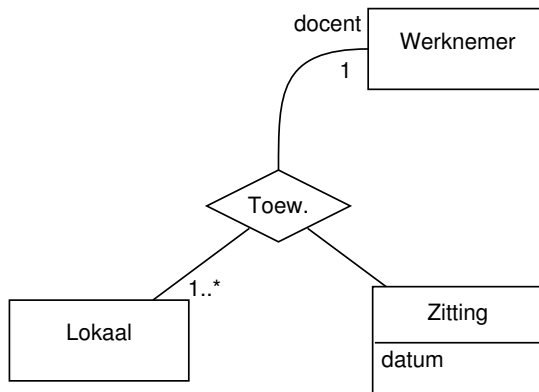 docent
Werknemer
1
Toew.
1..*
Lokaal
Zitting
datum